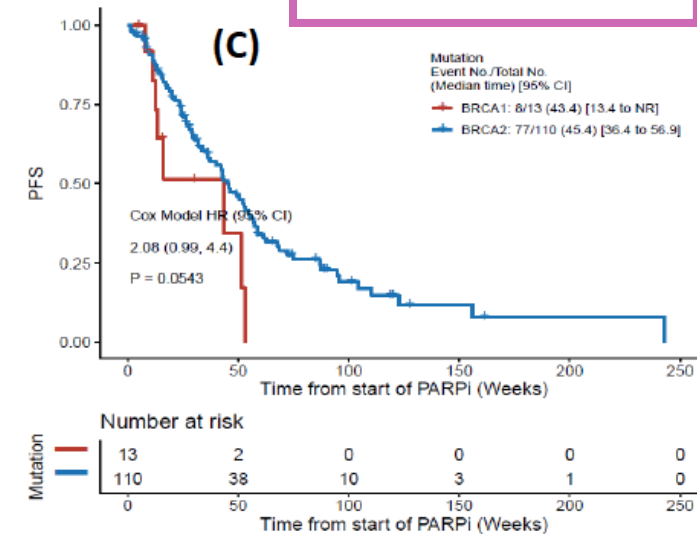 (C)
Mutation
Event No./Total No.
(Median time) [95% CI]
BRCA1: 8/13 (43.4) [13.4 to NR]
BRCA2: 77/110 (45.4) [36.4 to 56.9]
PFS
1.00
0.75
0.50
0.25
0.00
Cox Model HR (95% CI)
2.08 (0.99, 4.4)
P = 0.0543
0 50 100 150 200 250
Time from start of PARPi (Weeks)
Number at risk
Mutation
13 2 0 0 0 0
110 38 10 3 1 0
0 50 100 150 200 250
Time from start of PARPi (Weeks)